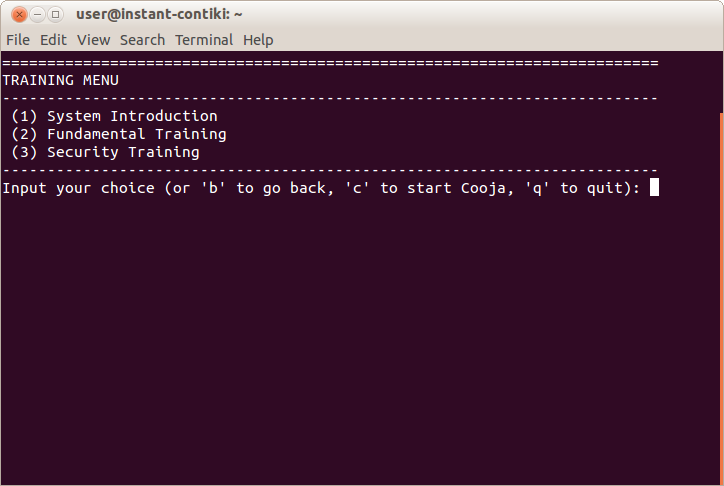 user@instant-contiki: ~
File Edit View Search Terminal Help
=========================================================================
TRAINING MENU
-------------------------------------------------------------------------
(1) System Introduction
(2) Fundamental Training
(3) Security Training
-------------------------------------------------------------------------
Input your choice (or 'b' to go back, 'c' to start Cooja, 'q' to quit):